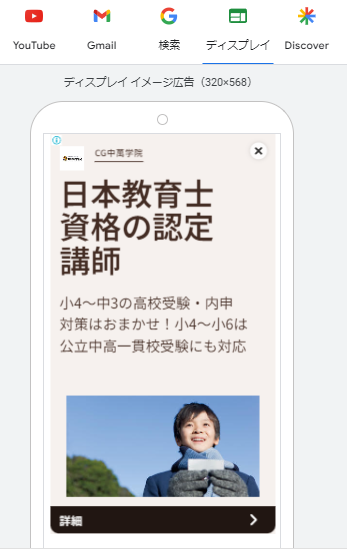 YouTube
Gmail
検索
ディスプレイ
Discover
ディスプレイ イメージ広告（320×568）
CG中萬学院
日本教育士
資格の認定
講師
小4～中3の高校受験・内申
対策はおまかせ！小4～小6は
公立中高一貫校受験にも対応
詳細